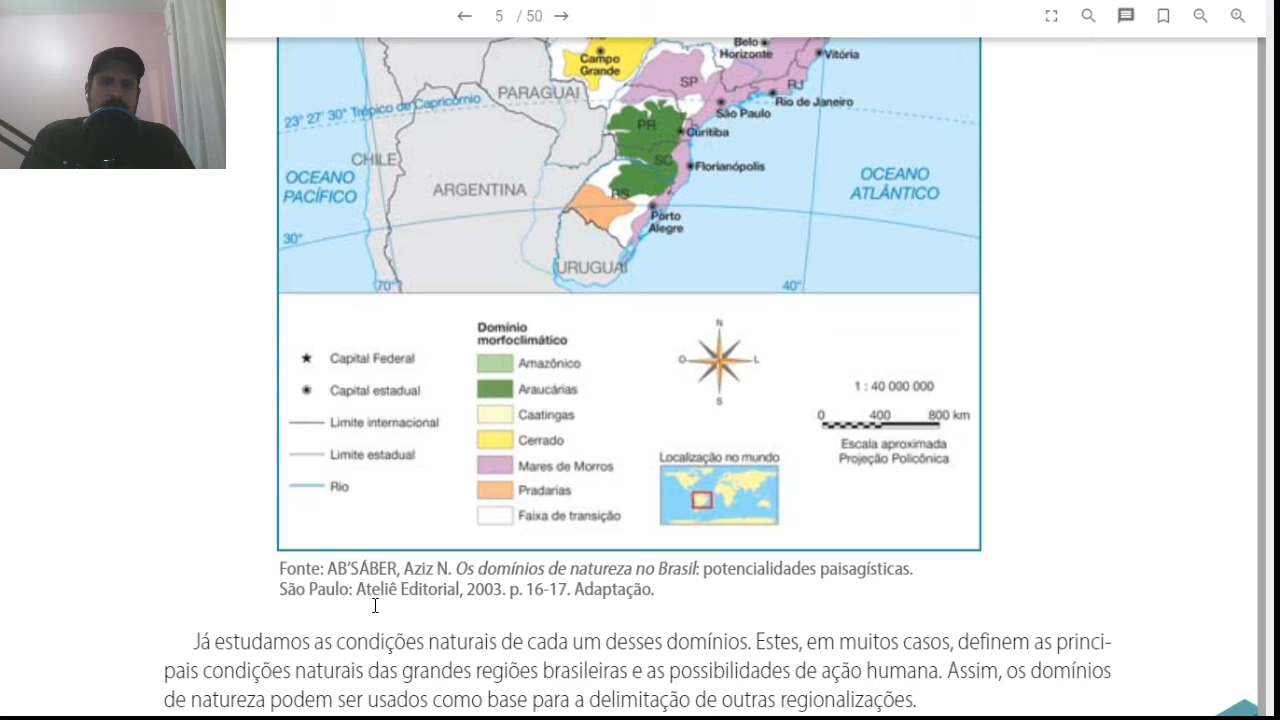 5 / 50
Belo
Horizonte
Vitória
Campo
Grande
SP
RJ
PARAGUAI
Rio de Janeiro
São Paulo
23° 27' 30" Trópico de Capricórnio
PR
Curitiba
CHILE
SC
Florianópolis
OCEANO
PACÍFICO
OCEANO
ATLÂNTICO
ARGENTINA
RS
Porto
Alegre
30°
URUGUAI
70°
40°
Domínio
morfoclimático
Capital Federal
Capital estadual
Limite internacional
Limite estadual
Rio
Amazônico
Araucárias
Caatingas
Cerrado
Mares de Morros
Pradarias
Faixa de transição
N
O
L
S
Localização no mundo
1 : 40 000 000
0 400 800 km
Escala aproximada
Projeção Policônica
Fonte: AB'SÁBER, Aziz N. Os domínios de natureza no Brasil: potencialidades paisagísticas.
São Paulo: Ateliê Editorial, 2003. p. 16-17. Adaptação.
Já estudamos as condições naturais de cada um desses domínios. Estes, em muitos casos, definem as princi-
pais condições naturais das grandes regiões brasileiras e as possibilidades de ação humana. Assim, os domínios
de natureza podem ser usados como base para a delimitação de outras regionalizações.